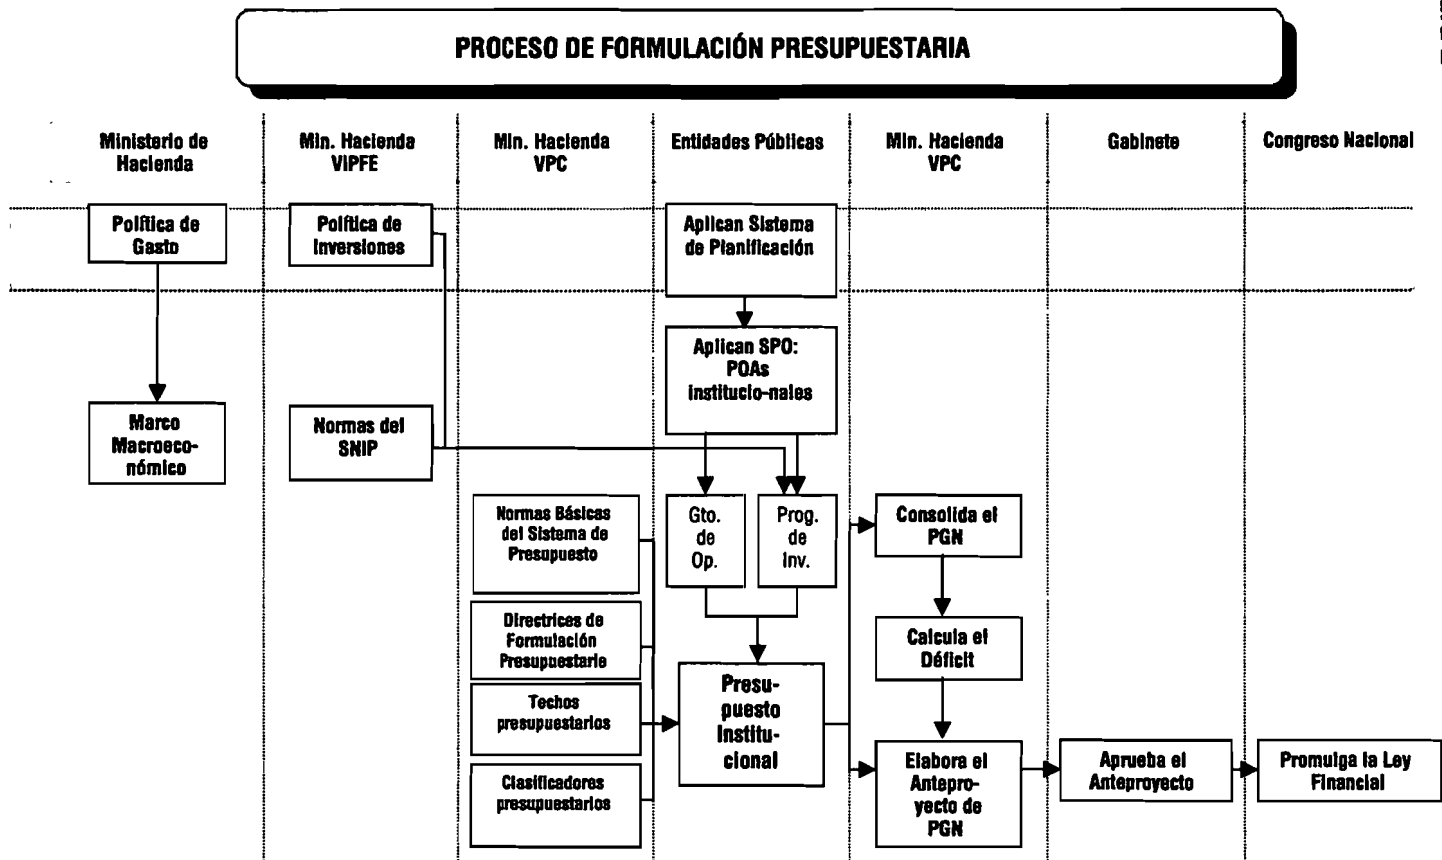 PROCESO DE FORMULACIÓN PRESUPUESTARIA
Ministerio de
Hacienda
Min. Hacienda
VIPFE
Min. Hacienda
VPC
Entidades Públicas
Min. Hacienda
VPC
Gabinete
Congreso Nacional
Política de
Gasto
Política de
Inversiones
Aplican Sistema
de Planificación
Aplican SPO:
POAs
institucio-nales
Marco
Macroeco-
nómico
Normas del
SNIP
Normas Básicas
del Sistema de
Presupuesto
Gto.
de
Op.
Prog.
de
Inv.
Consolida el
PGN
Directrices de
Formulación
Presupuestarie
Calcula el
Déficit
Techos
presupuestarios
Presu-
puesto
Institu-
cional
Clasificadores
presupuestarios
Elabora el
Antepro-
yecto de
PGN
Aprueba el
Anteproyecto
Promulga la Ley
Financial